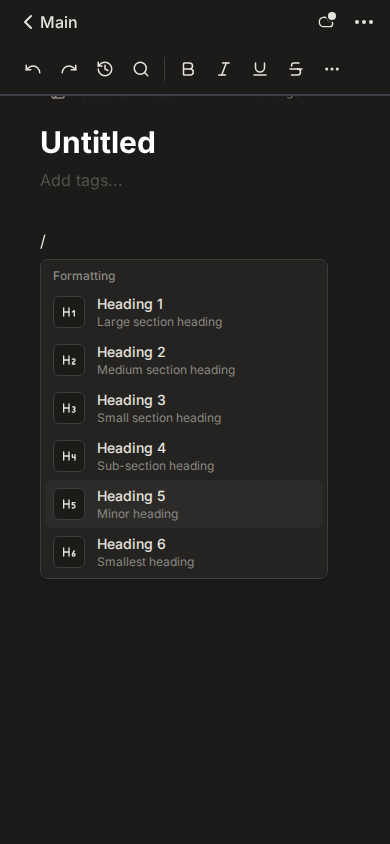 Main
B I U S
Untitled
Add tags...
/
Formatting
H1 Heading 1
Large section heading
H2 Heading 2
Medium section heading
H3 Heading 3
Small section heading
H4 Heading 4
Sub-section heading
H5 Heading 5
Minor heading
H6 Heading 6
Smallest heading